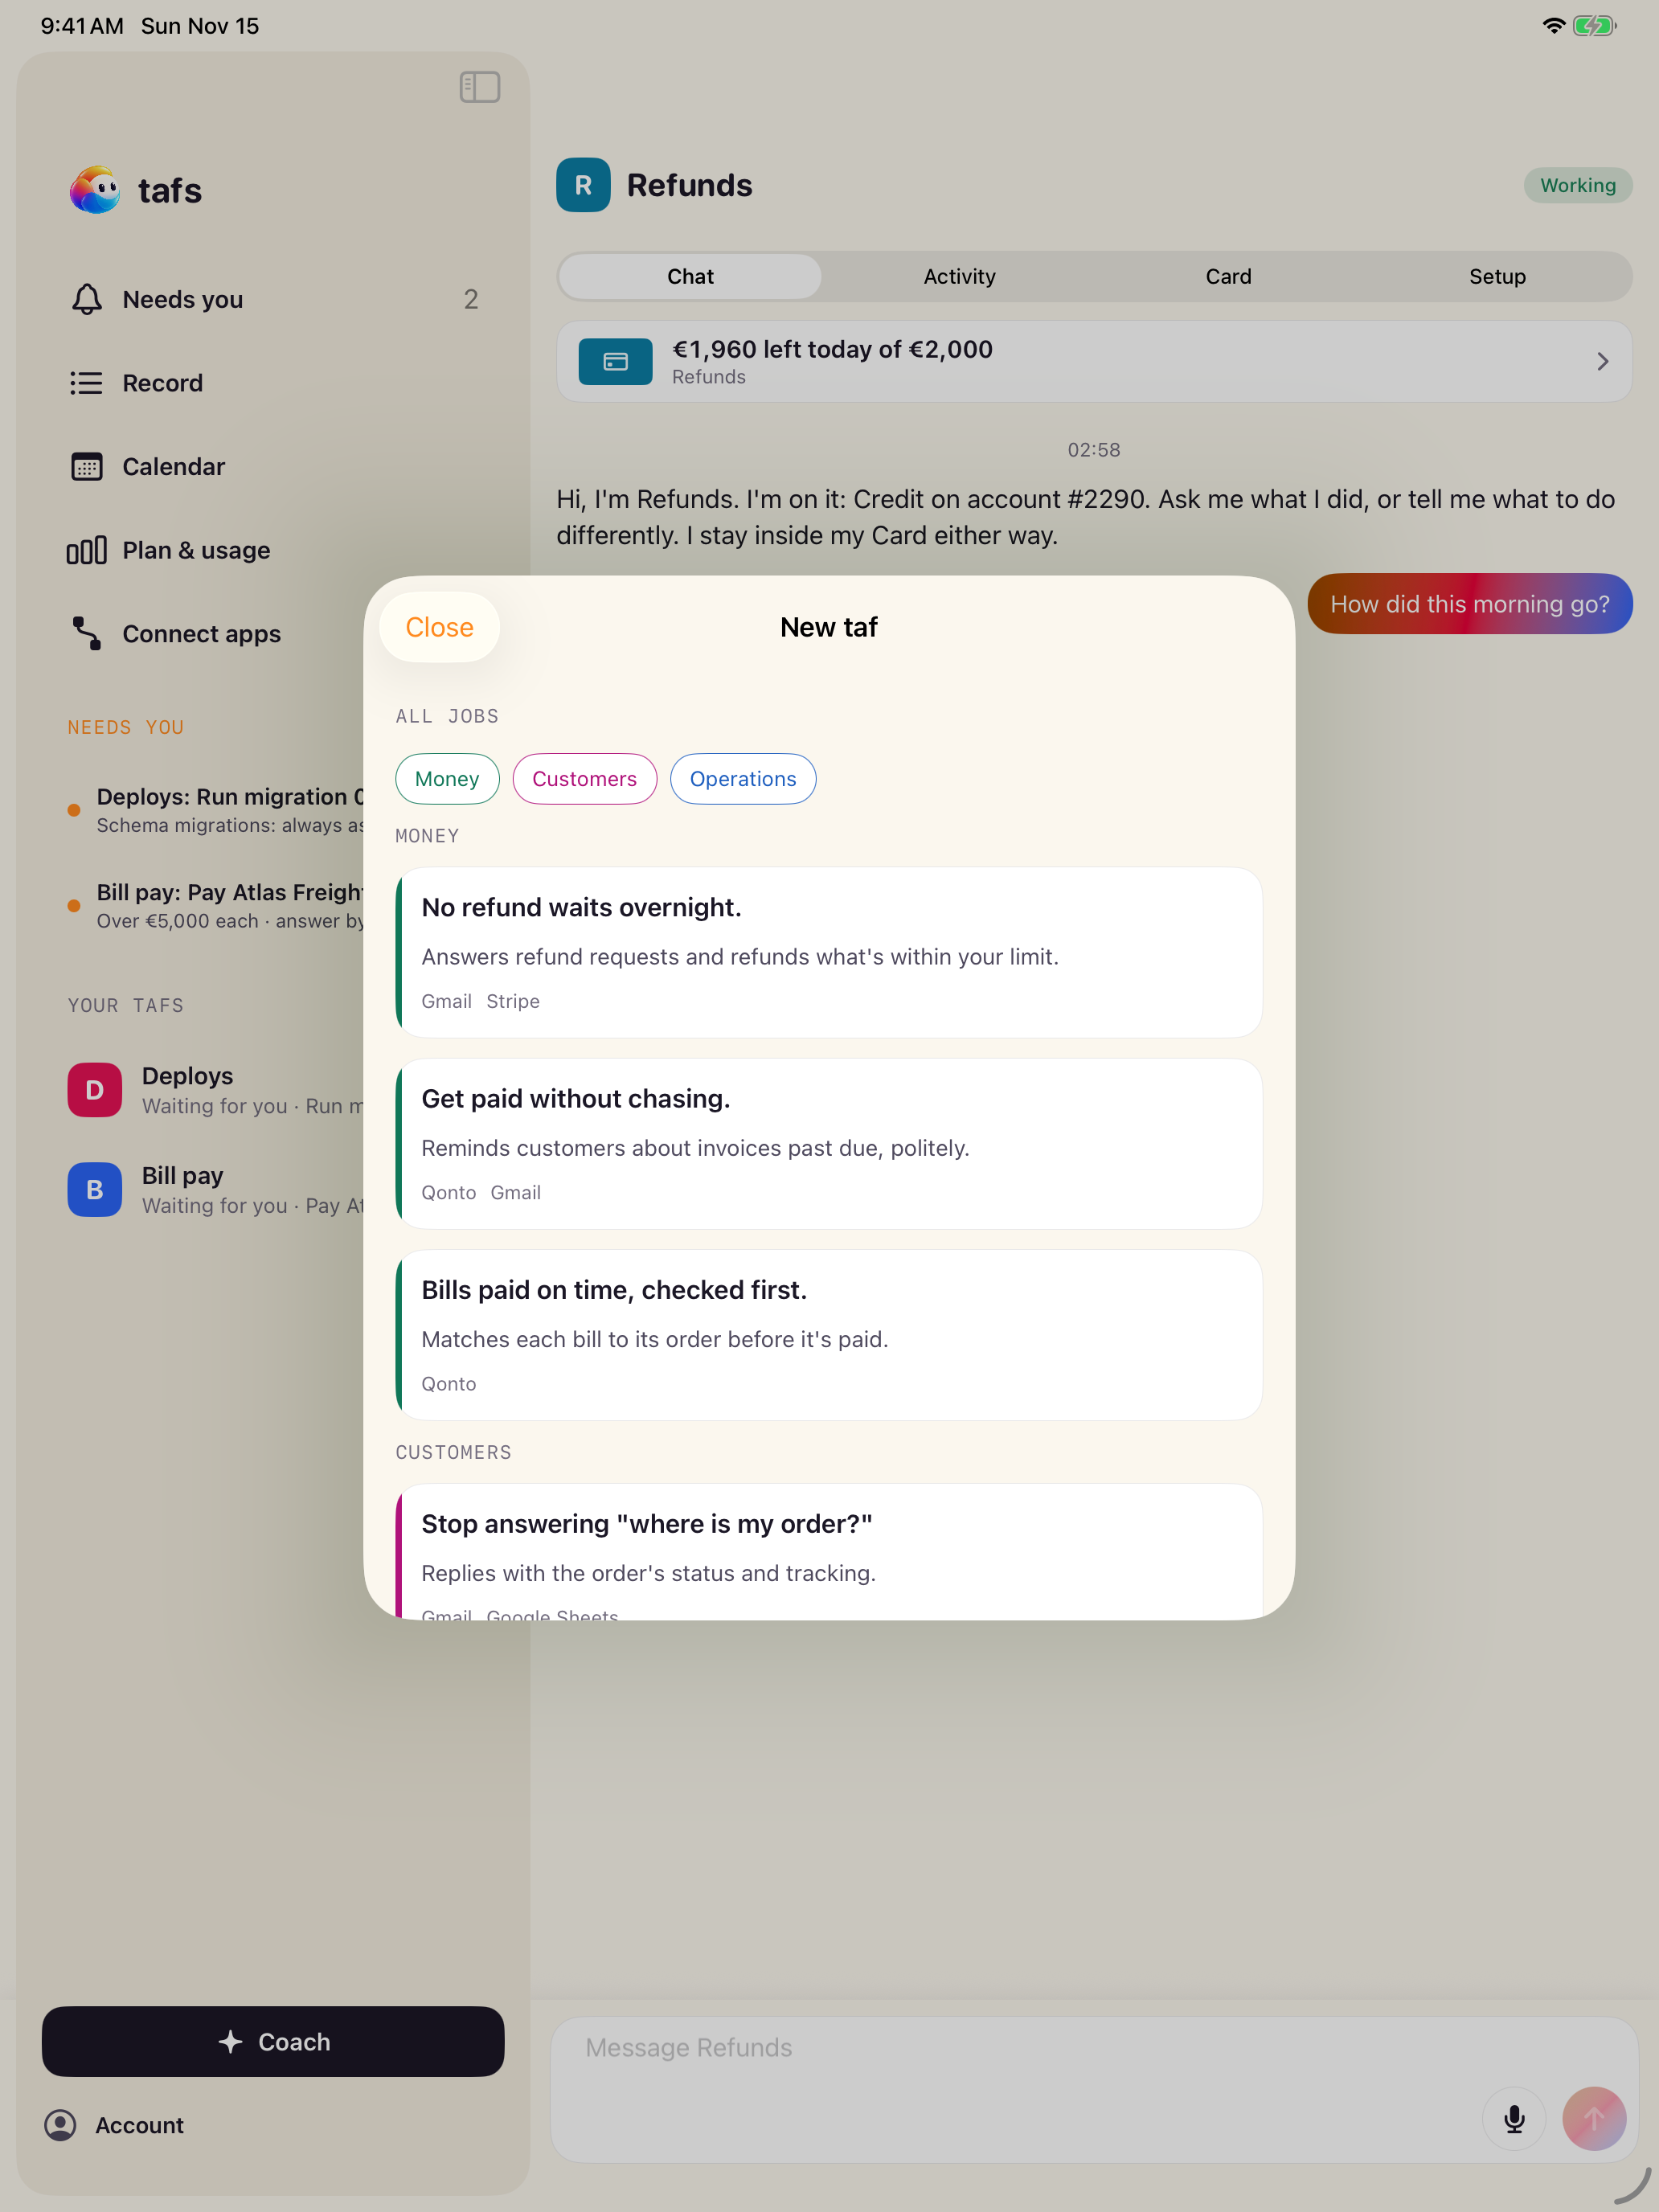 9:41 AM Sun Nov 15
tafs
Needs you 2
Record
Calendar
Plan & usage
Connect apps
NEEDS YOU
Deploys: Run migration
Schema migrations: always
Bill pay: Pay Atlas
Over €5,000 each · answer by
YOUR TAFS
D
Deploys
Waiting for you · Run
B
Bill pay
Waiting for you · Pay
Coach
Account
R Refunds
Working
Chat Activity Card Setup
€1,960 left today of €2,000
Refunds
02:58
Hi, I'm Refunds. I'm on it: Credit on account #2290. Ask me what I did, or tell me what to do
differently. I stay inside my Card either way.
How did this morning go?
Message Refunds
Close
New taf
ALL JOBS
Money Customers Operations
MONEY
No refund waits overnight.
Answers refund requests and refunds what's within your limit.
Gmail Stripe
Get paid without chasing.
Reminds customers about invoices past due, politely.
Qonto Gmail
Bills paid on time, checked first.
Matches each bill to its order before it's paid.
Qonto
CUSTOMERS
Stop answering "where is my order?"
Replies with the order's status and tracking.
Gmail Google Sheets